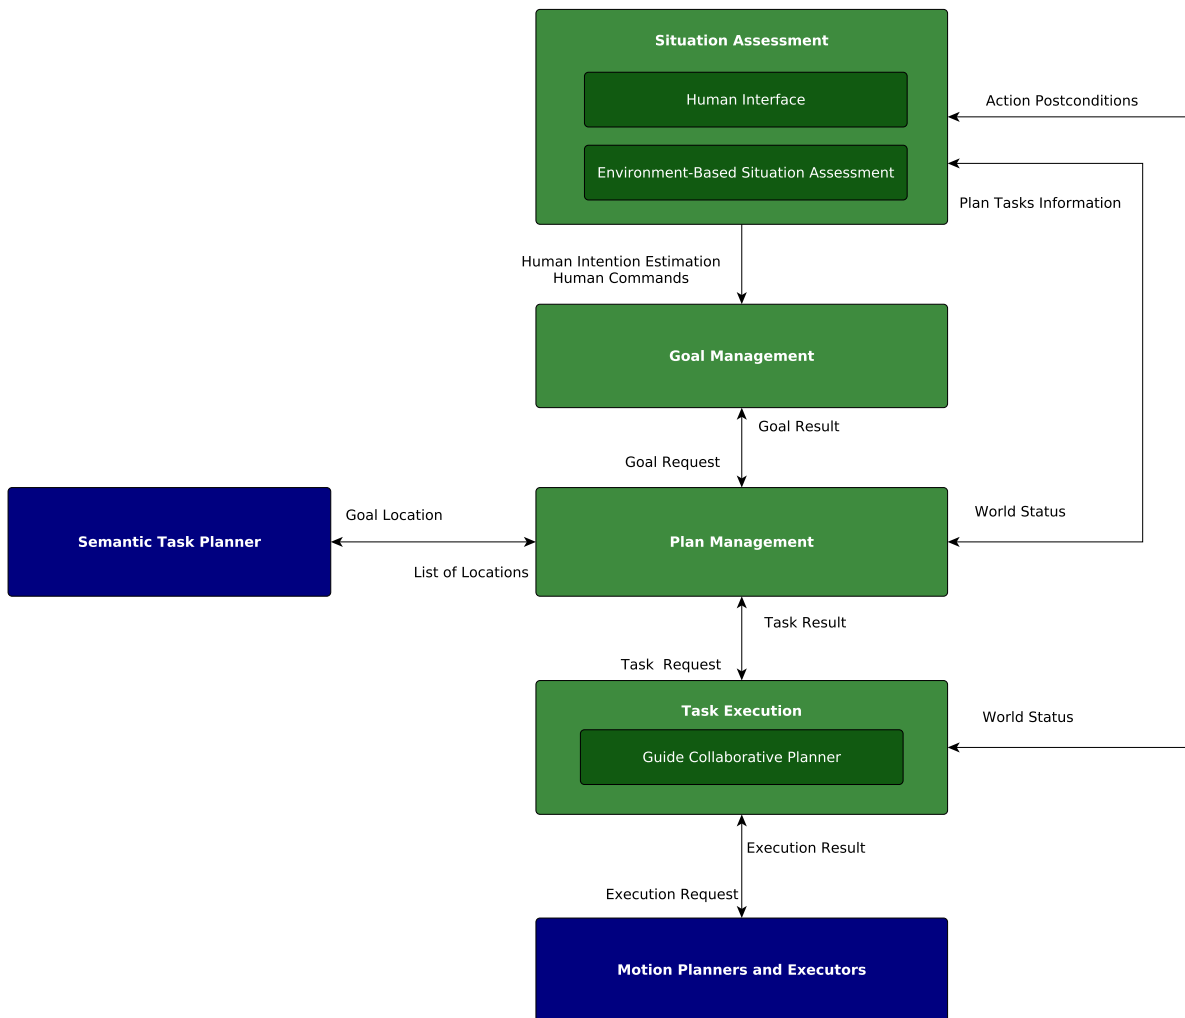 Situation Assessment
Human Interface
Action Postconditions
Environment-Based Situation Assessment
Plan Tasks Information
Human Intention Estimation
Human Commands
Goal Management
Goal Result
Goal Request
Goal Location
World Status
Semantic Task Planner
Plan Management
List of Locations
Task Result
Task  Request
Task Execution
World Status
Guide Collaborative Planner
Execution Result
Execution Request
Motion Planners and Executors